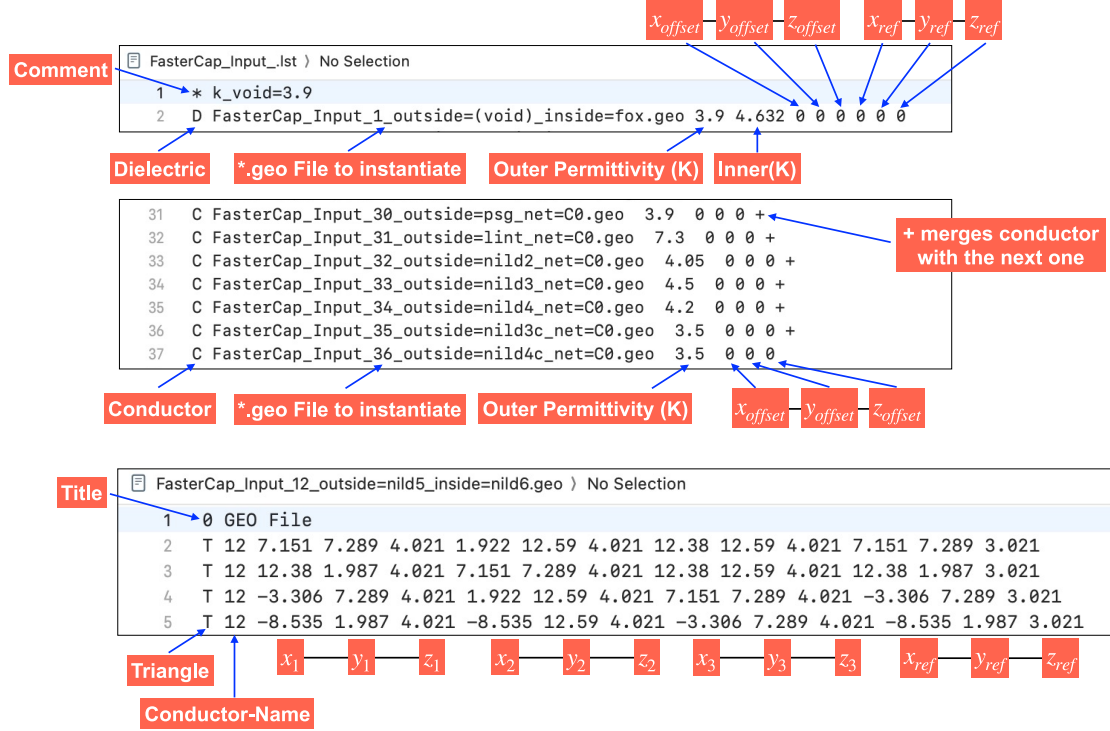 x_offset y_offset z_offset x_ref y_ref z_ref
FasterCap_Input_.lst ⟩ No Selection
Comment
1 * k_void=3.9
2 D FasterCap_Input_1_outside=(void)_inside=fox.geo 3.9 4.632 0 0 0 0 0 0
Dielectric *.geo File to instantiate Outer Permittivity (K) Inner(K)
31 C FasterCap_Input_30_outside=psg_net=C0.geo 3.9 0 0 0 +
32 C FasterCap_Input_31_outside=lint_net=C0.geo 7.3 0 0 0 +
33 C FasterCap_Input_32_outside=nild2_net=C0.geo 4.05 0 0 0 +
34 C FasterCap_Input_33_outside=nild3_net=C0.geo 4.5 0 0 0 +
35 C FasterCap_Input_34_outside=nild4_net=C0.geo 4.2 0 0 0 +
36 C FasterCap_Input_35_outside=nild3c_net=C0.geo 3.5 0 0 0 +
37 C FasterCap_Input_36_outside=nild4c_net=C0.geo 3.5 0 0 0
+ merges conductor
with the next one
Conductor *.geo File to instantiate Outer Permittivity (K) x_offset y_offset z_offset
FasterCap_Input_12_outside=nild5_inside=nild6.geo ⟩ No Selection
Title
1 0 GEO File
2 T 12 7.151 7.289 4.021 1.922 12.59 4.021 12.38 12.59 4.021 7.151 7.289 3.021
3 T 12 12.38 1.987 4.021 7.151 7.289 4.021 12.38 12.59 4.021 12.38 1.987 3.021
4 T 12 −3.306 7.289 4.021 1.922 12.59 4.021 7.151 7.289 4.021 −3.306 7.289 3.021
5 T 12 −8.535 1.987 4.021 −8.535 12.59 4.021 −3.306 7.289 4.021 −8.535 1.987 3.021
x_1 y_1 z_1 x_2 y_2 z_2 x_3 y_3 z_3 x_ref y_ref z_ref
Triangle
Conductor-Name